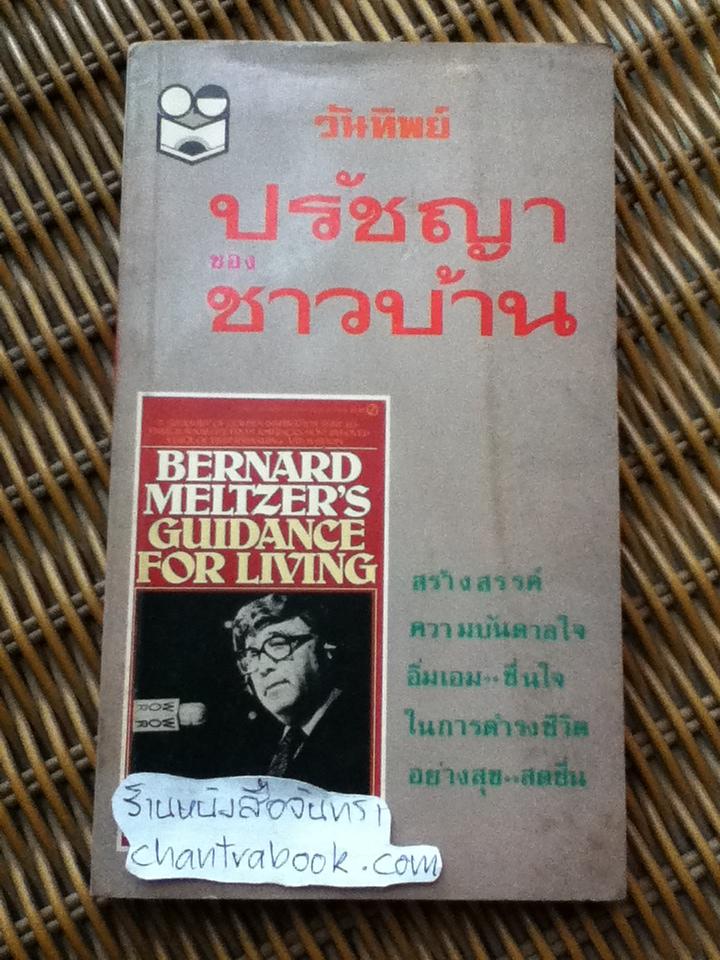 วันทิพย์
ปรัชญา
ของ
ชาวบ้าน
BERNARD
MELTZER'S
GUIDANCE
FOR LIVING
WOR
WOR
สร้างสรรค์
ความบันดาลใจ
อิ่มเอม··ชื่นใจ
ในการดำรงชีวิต
อย่างสุข··สดชื่น
ร้านหนังสือจันทรา
chantrabook.com